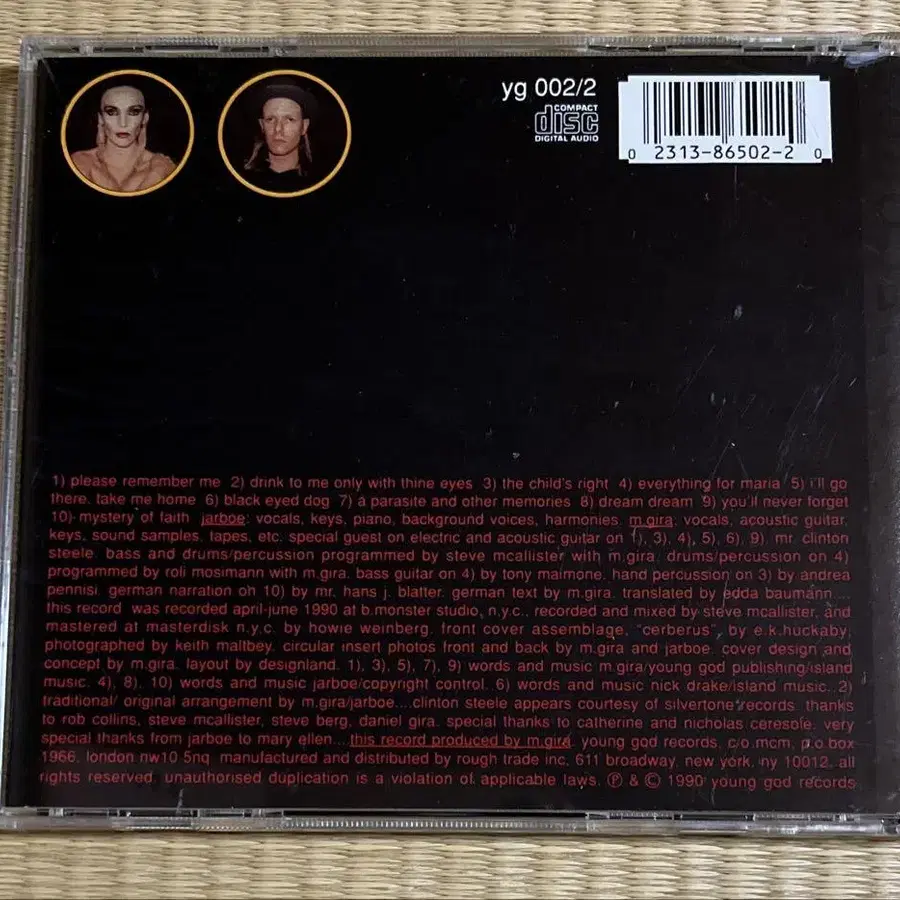 yg 002/2
COMPACT
disc
DIGITAL AUDIO
0 2313-86502-2 0
1) please remember me 2) drink to me only with thine eyes 3) the child's right 4) everything for maria 5) i'll go
there. take me home 6) black eyed dog 7) a parasite and other memories 8) dream dream 9) you'll never forget
10) mystery of faith jarboe: vocals, keys, piano, background voices, harmonies. m.gira: vocals, acoustic guitar,
keys, sound samples, tapes, etc. special guest on electric and acoustic guitar on 1), 3), 4), 5), 6), 9) mr. clinton
steele. bass and drums/percussion programmed by steve mcallister with m.gira. drums/percussion on 4)
programmed by roli mosimann with m.gira. bass guitar on 4) by tony maimone. hand percussion on 3) by andrea
pennisi. german narration on 10) by mr. hans j. blatter. german text by m.gira. translated by edda baumann....
this record was recorded april-june 1990 at b.monster studio, n.y.c.. recorded and mixed by steve mcallister, and
mastered at masterdisk n.y.c. by howie weinberg. front cover assemblage, "cerberus", by e.k.huckaby,
photographed by keith maltbey. circular insert photos front and back by m.gira and jarboe. cover design and
concept by m.gira. layout by designland. 1), 3), 5), 7), 9) words and music m.gira/young god publishing/island
music. 4), 8), 10) words and music jarboe/copyright control. 6) words and music nick drake/island music. 2)
traditional/ original arrangement by m.gira/jarboe....clinton steele appears courtesy of silvertone records. thanks
to rob collins, steve mcallister, steve berg, daniel gira. special thanks to catherine and nicholas ceresole. very
special thanks from jarboe to mary ellen....this record produced by m.gira. young god records, c/o mcm, p.o box
1966, london nw10 5nq. manufactured and distributed by rough trade inc. 611 broadway, new york, ny 10012. all
rights reserved. unauthorised duplication is a violation of applicable laws. ℗ & © 1990 young god records